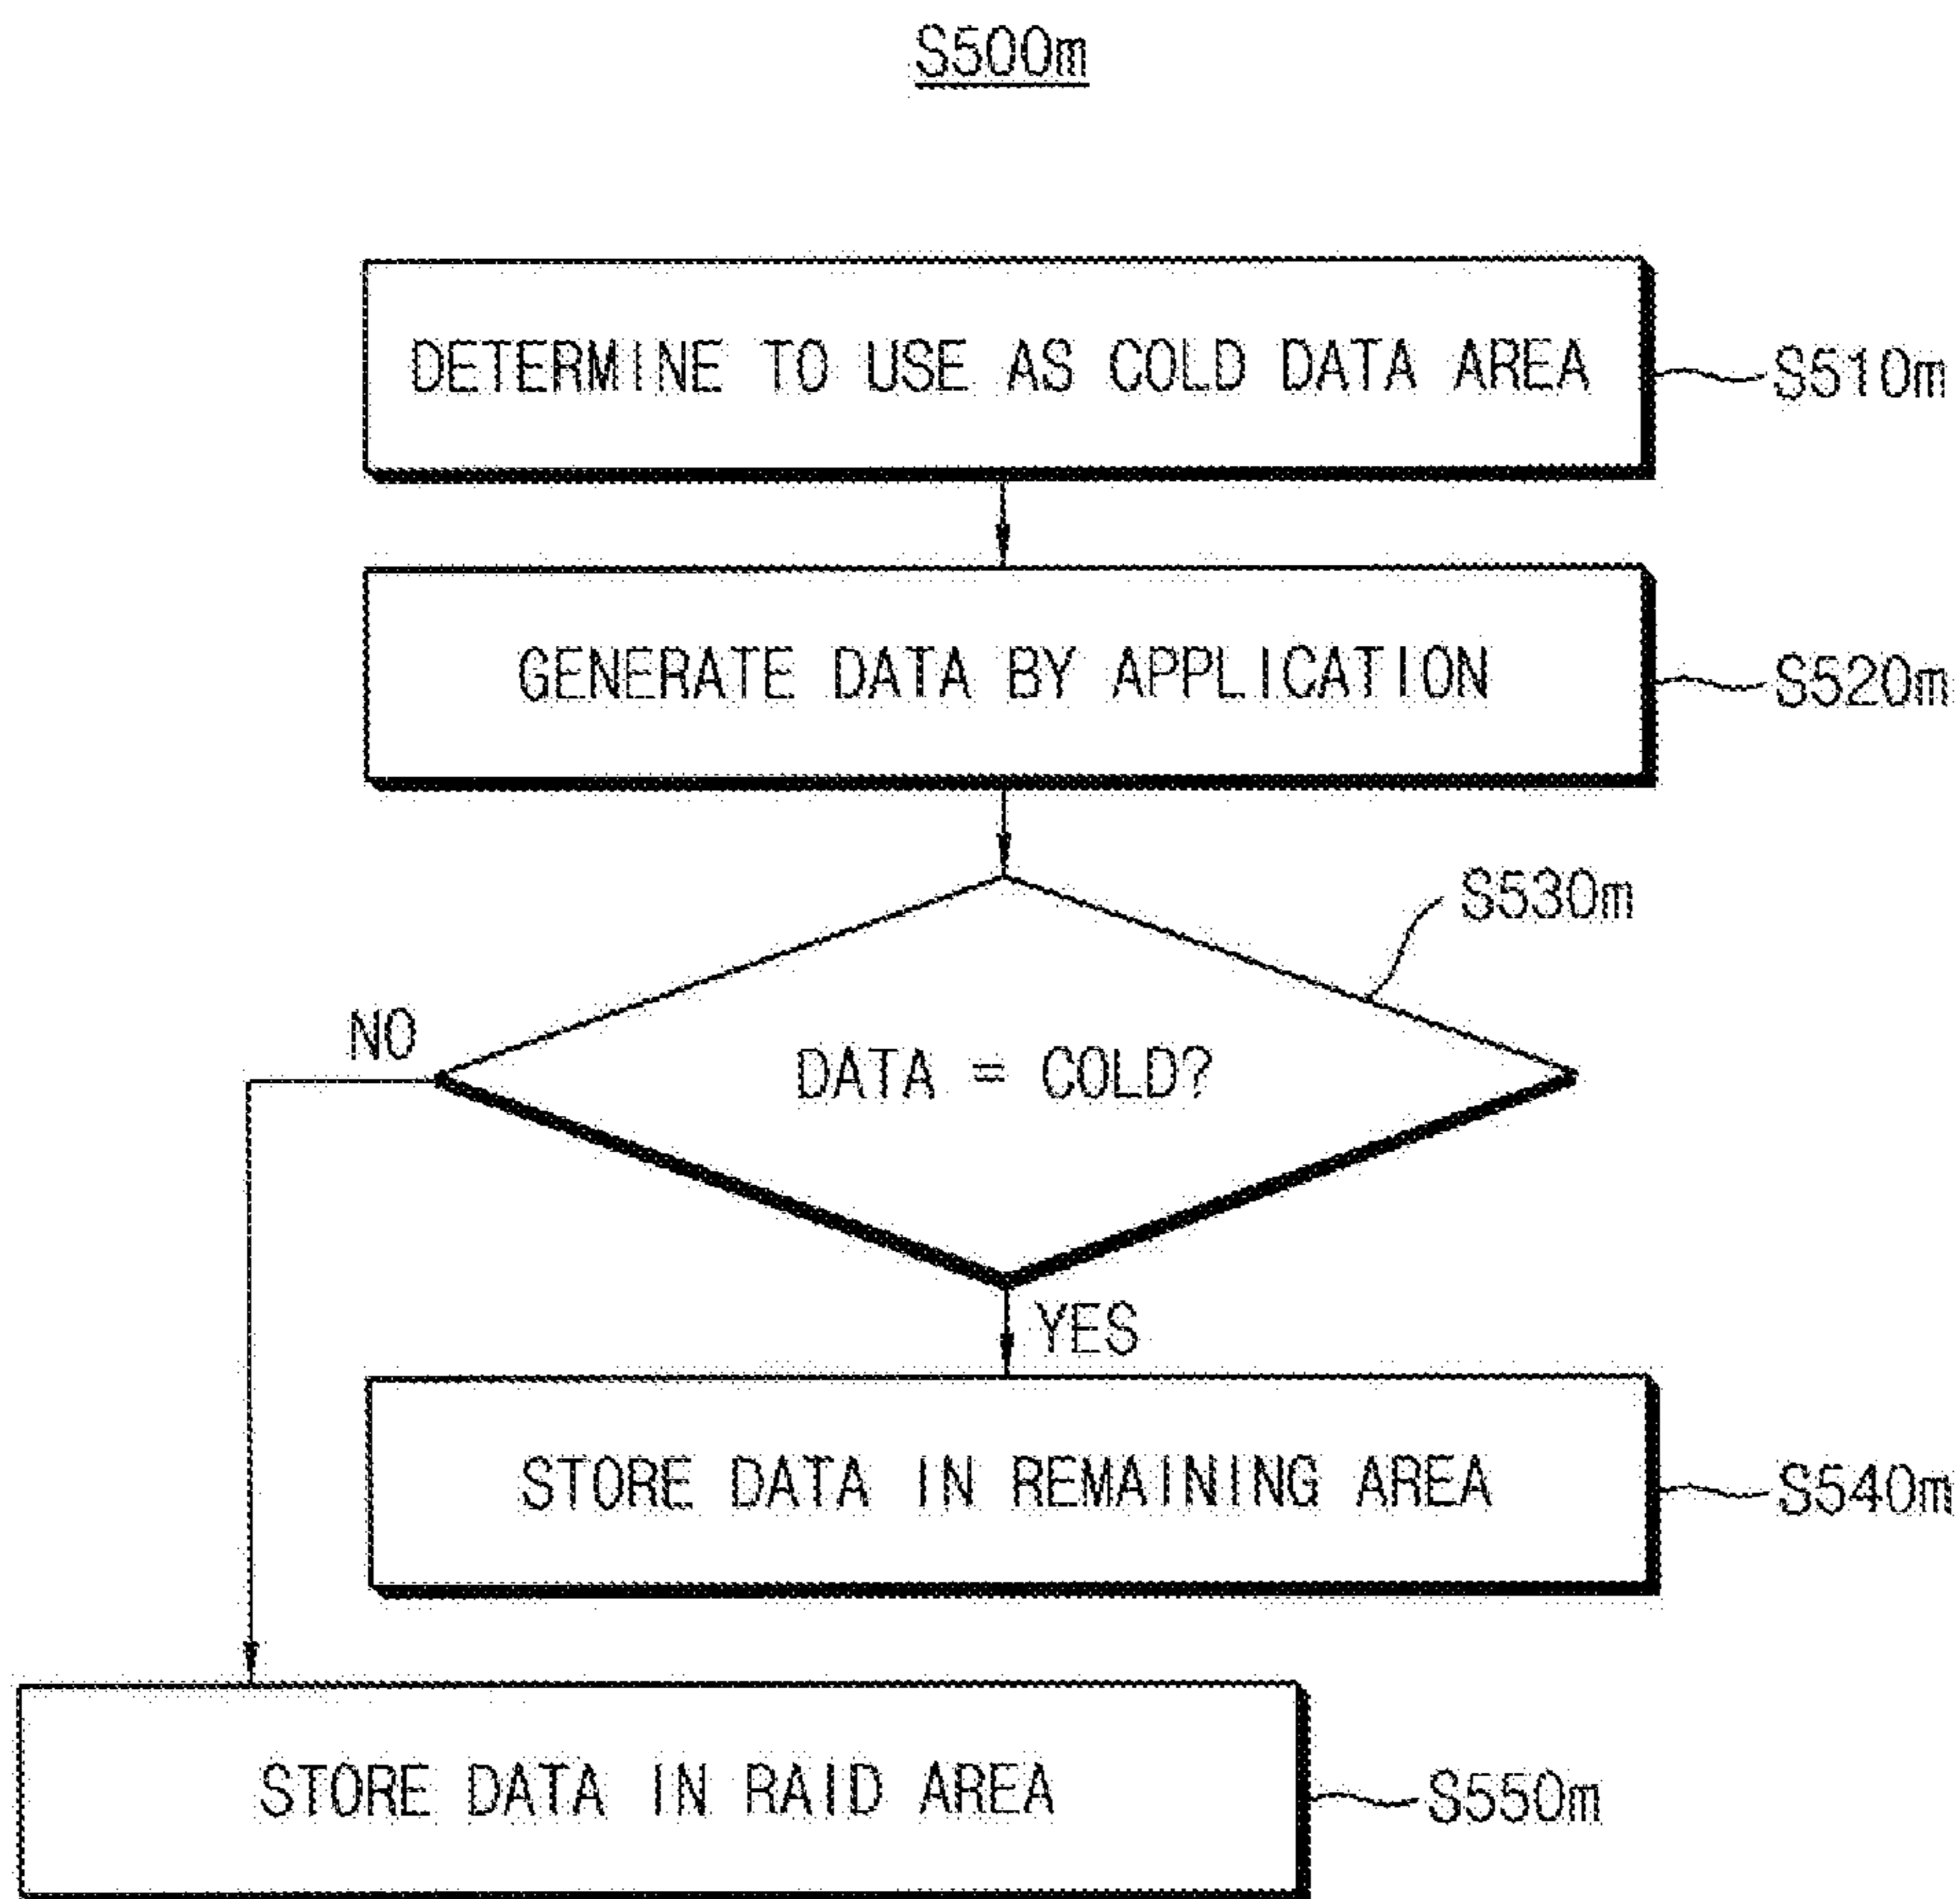 S500m
DETERMINE TO USE AS COLD DATA AREA
S510m
GENERATE DATA BY APPLICATION
S520m
S530m
NO
DATA = COLD?
YES
STORE DATA IN REMAINING AREA
S540m
STORE DATA IN RAID AREA
S550m